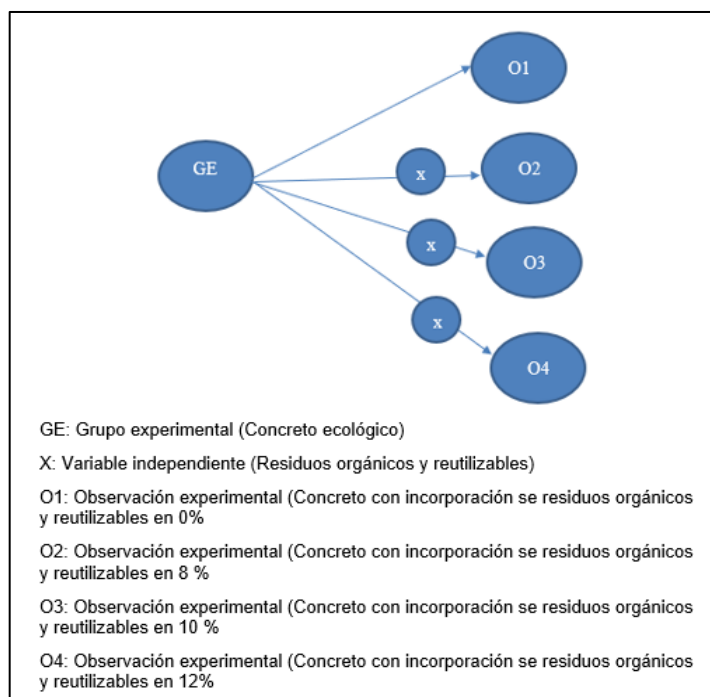 O1
GE
x
O2
x
O3
x
O4
GE: Grupo experimental (Concreto ecológico)
X: Variable independiente (Residuos orgánicos y reutilizables)
O1: Observación experimental (Concreto con incorporación se residuos orgánicos
y reutilizables en 0%
O2: Observación experimental (Concreto con incorporación se residuos orgánicos
y reutilizables en 8 %
O3: Observación experimental (Concreto con incorporación se residuos orgánicos
y reutilizables en 10 %
O4: Observación experimental (Concreto con incorporación se residuos orgánicos
y reutilizables en 12%